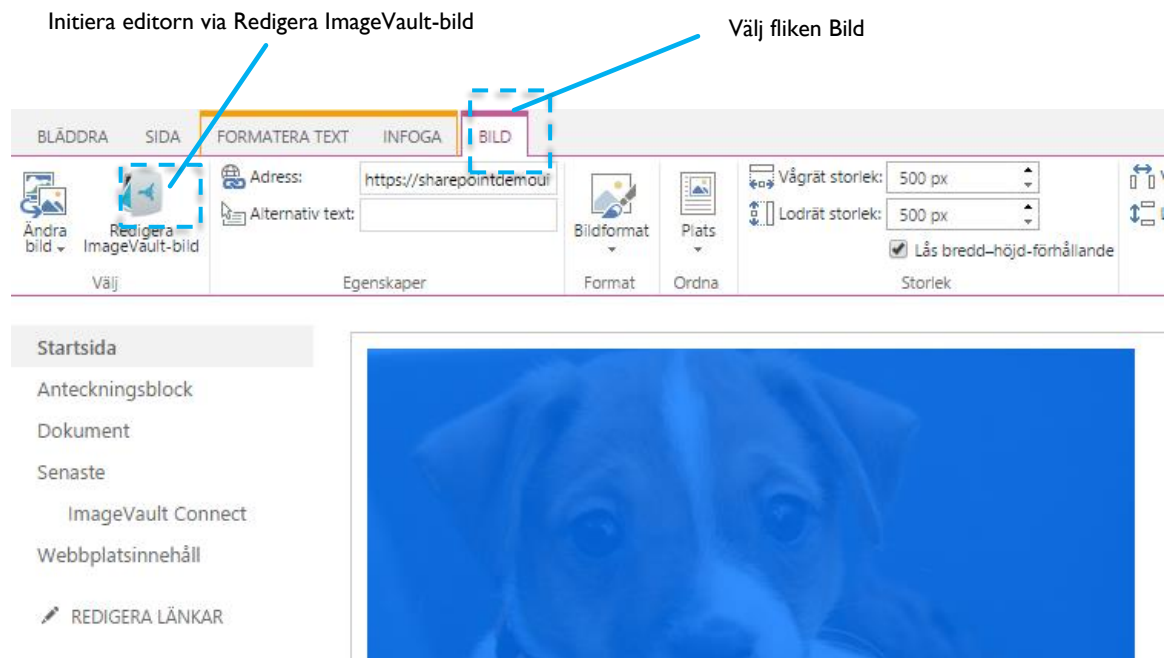 Initiera editorn via Redigera ImageVault-bild
Välj fliken Bild
BLÄDDRA SIDA FORMATERA TEXT INFOGA BILD
Ändra
bild
Redigera
ImageVault-bild
Välj
Adress: https://sharepointdemoui
Alternativ text:
Egenskaper
Bildformat
Format
Plats
Ordna
Vågrät storlek: 500 px
Lodrät storlek: 500 px
Lås bredd–höjd-förhållande
Storlek
Startsida
Anteckningsblock
Dokument
Senaste
ImageVault Connect
Webbplatsinnehåll
REDIGERA LÄNKAR